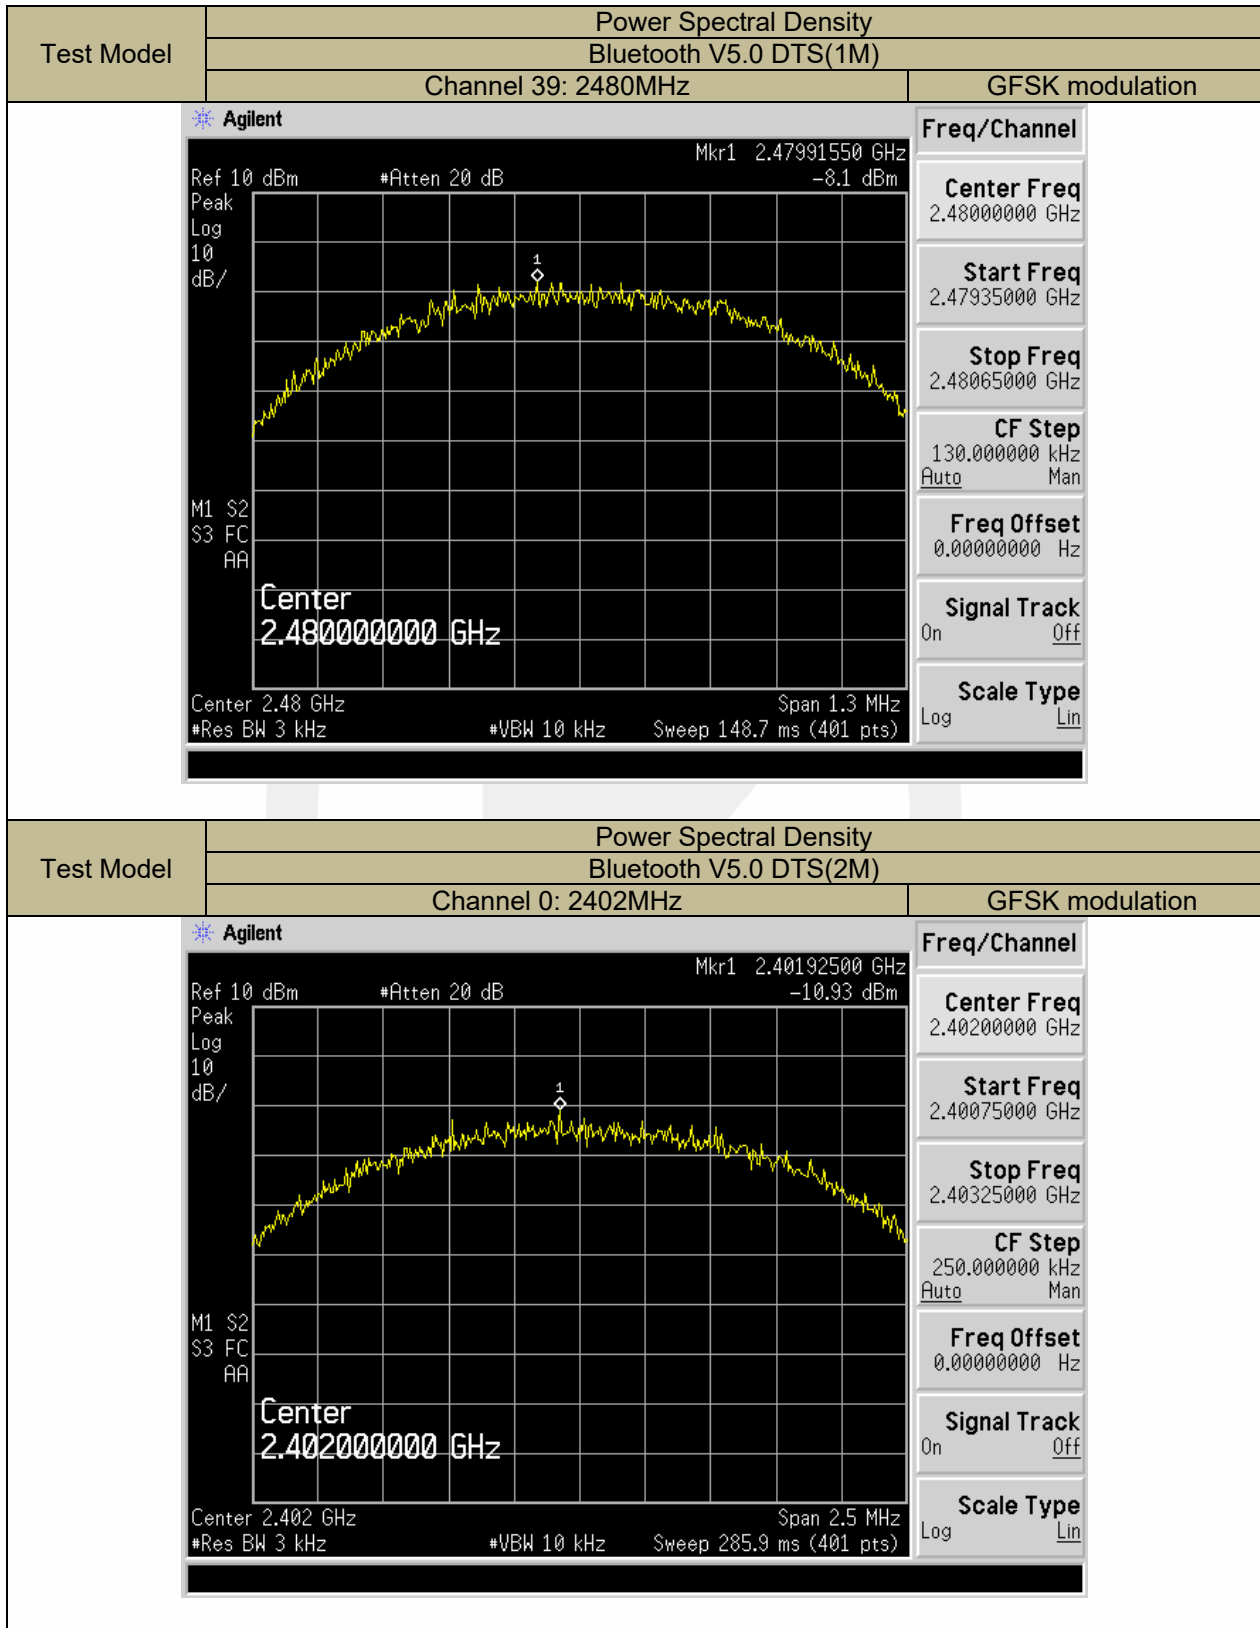 Test Model
Power Spectral Density
Bluetooth V5.0 DTS(1M)
Channel 39: 2480MHz
GFSK modulation
Agilent
Freq/Channel
Mkr1 2.47991550 GHz
Ref 10 dBm #Atten 20 dB -8.1 dBm
Peak
Log
10
dB/
1
Center Freq
2.48000000 GHz
Start Freq
2.47935000 GHz
Stop Freq
2.48065000 GHz
CF Step
130.000000 kHz
Auto Man
Freq Offset
0.00000000 Hz
Signal Track
On Off
Scale Type
Log Lin
M1 S2
S3 FC
AA
Center
2.480000000 GHz
Center 2.48 GHz Span 1.3 MHz
#Res BW 3 kHz #VBW 10 kHz Sweep 148.7 ms (401 pts)
Test Model
Power Spectral Density
Bluetooth V5.0 DTS(2M)
Channel 0: 2402MHz
GFSK modulation
Agilent
Freq/Channel
Mkr1 2.40192500 GHz
Ref 10 dBm #Atten 20 dB -10.93 dBm
Peak
Log
10
dB/
1
Center Freq
2.40200000 GHz
Start Freq
2.40075000 GHz
Stop Freq
2.40325000 GHz
CF Step
250.000000 kHz
Auto Man
Freq Offset
0.00000000 Hz
Signal Track
On Off
Scale Type
Log Lin
M1 S2
S3 FC
AA
Center
2.402000000 GHz
Center 2.402 GHz Span 2.5 MHz
#Res BW 3 kHz #VBW 10 kHz Sweep 285.9 ms (401 pts)